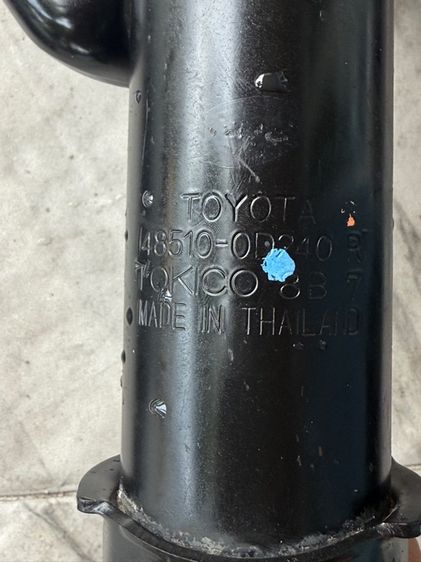 TOYOTA
48510-0D240 R
TOKICO 8B 7
MADE IN THAILAND